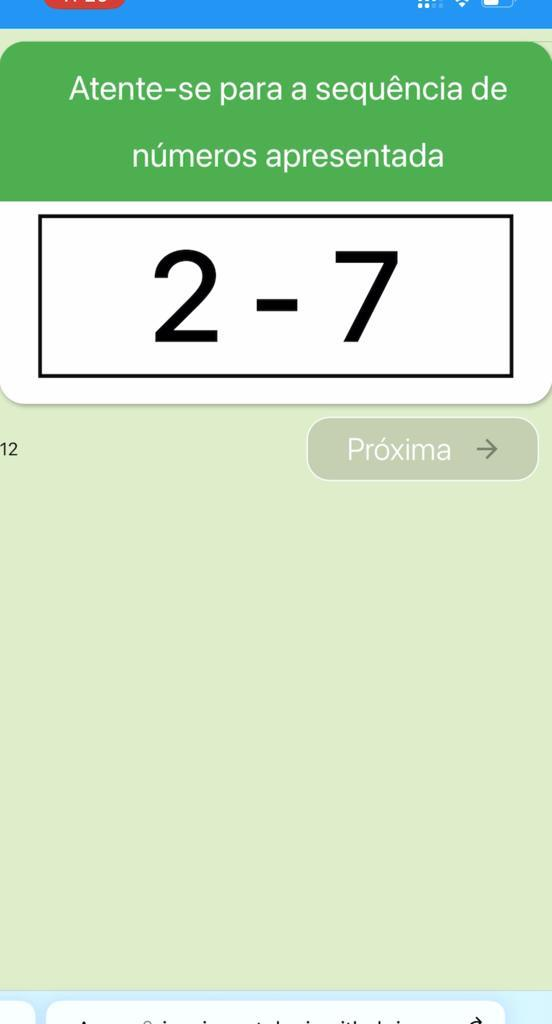 Atente-se para a sequência de
números apresentada
2 - 7
12
Próxima →